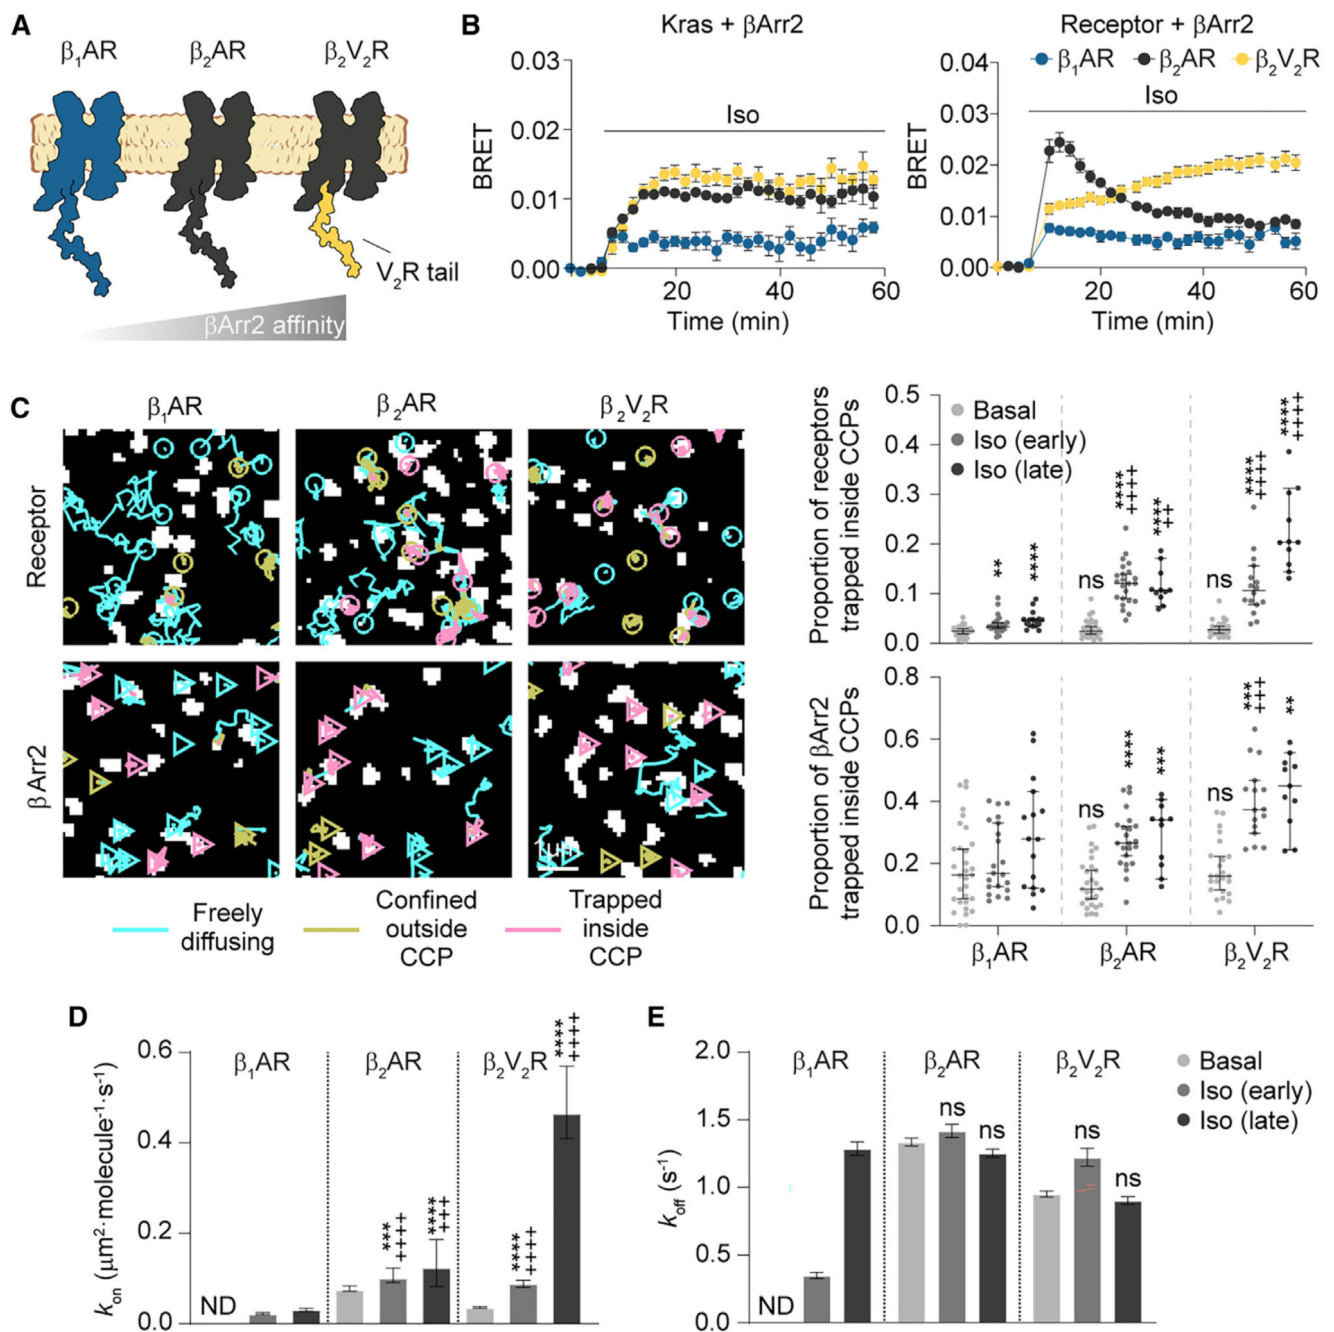 A
β₁AR
β₂AR
β₂V₂R
V₂R tail
βArr2 affinity
B
Kras + βArr2
BRET
0.03
0.02
0.01
0.00
Iso
20
40
60
Time (min)
Receptor + βArr2
β₁AR
β₂AR
β₂V₂R
BRET
0.04
0.03
0.02
0.01
0.00
Iso
20
40
60
Time (min)
C
β₁AR
β₂AR
β₂V₂R
Receptor
βArr2
Freely
diffusing
Confined
outside
CCP
Trapped
inside
CCP
Proportion of receptors
trapped inside CCPs
0.5
0.4
0.3
0.2
0.1
0.0
Basal
Iso (early)
Iso (late)
**
****
ns
****
++++
****
++
ns
****
++++
****
++++
Proportion of βArr2
trapped inside CCPs
0.8
0.6
0.4
0.2
0.0
ns
****
***
ns
***
+++
**
β₁AR
β₂AR
β₂V₂R
D
kon (μm²·molecule⁻¹·s⁻¹)
0.6
0.4
0.2
0.0
β₁AR
β₂AR
β₂V₂R
ND
***
++++
****
+++
****
++++
****
++++
E
koff (s⁻¹)
2.0
1.5
1.0
0.5
0.0
β₁AR
β₂AR
β₂V₂R
ND
ns
ns
ns
ns
Basal
Iso (early)
Iso (late)